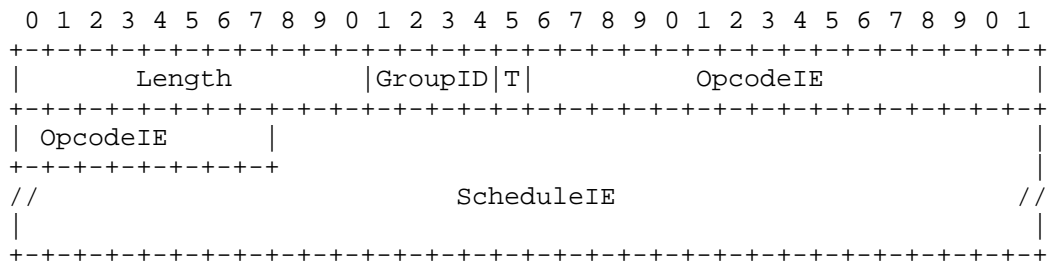 0 1 2 3 4 5 6 7 8 9 0 1 2 3 4 5 6 7 8 9 0 1 2 3 4 5 6 7 8 9 0 1
+-+-+-+-+-+-+-+-+-+-+-+-+-+-+-+-+-+-+-+-+-+-+-+-+-+-+-+-+-+-+-+-+
|       Length        |GroupID|T|           OpcodeIE            |
+-+-+-+-+-+-+-+-+-+-+-+-+-+-+-+-+-+-+-+-+-+-+-+-+-+-+-+-+-+-+-+-+
| OpcodeIE      |                                               |
+-+-+-+-+-+-+-+-+                                               |
//                          ScheduleIE                         //
|                                                               |
+-+-+-+-+-+-+-+-+-+-+-+-+-+-+-+-+-+-+-+-+-+-+-+-+-+-+-+-+-+-+-+-+